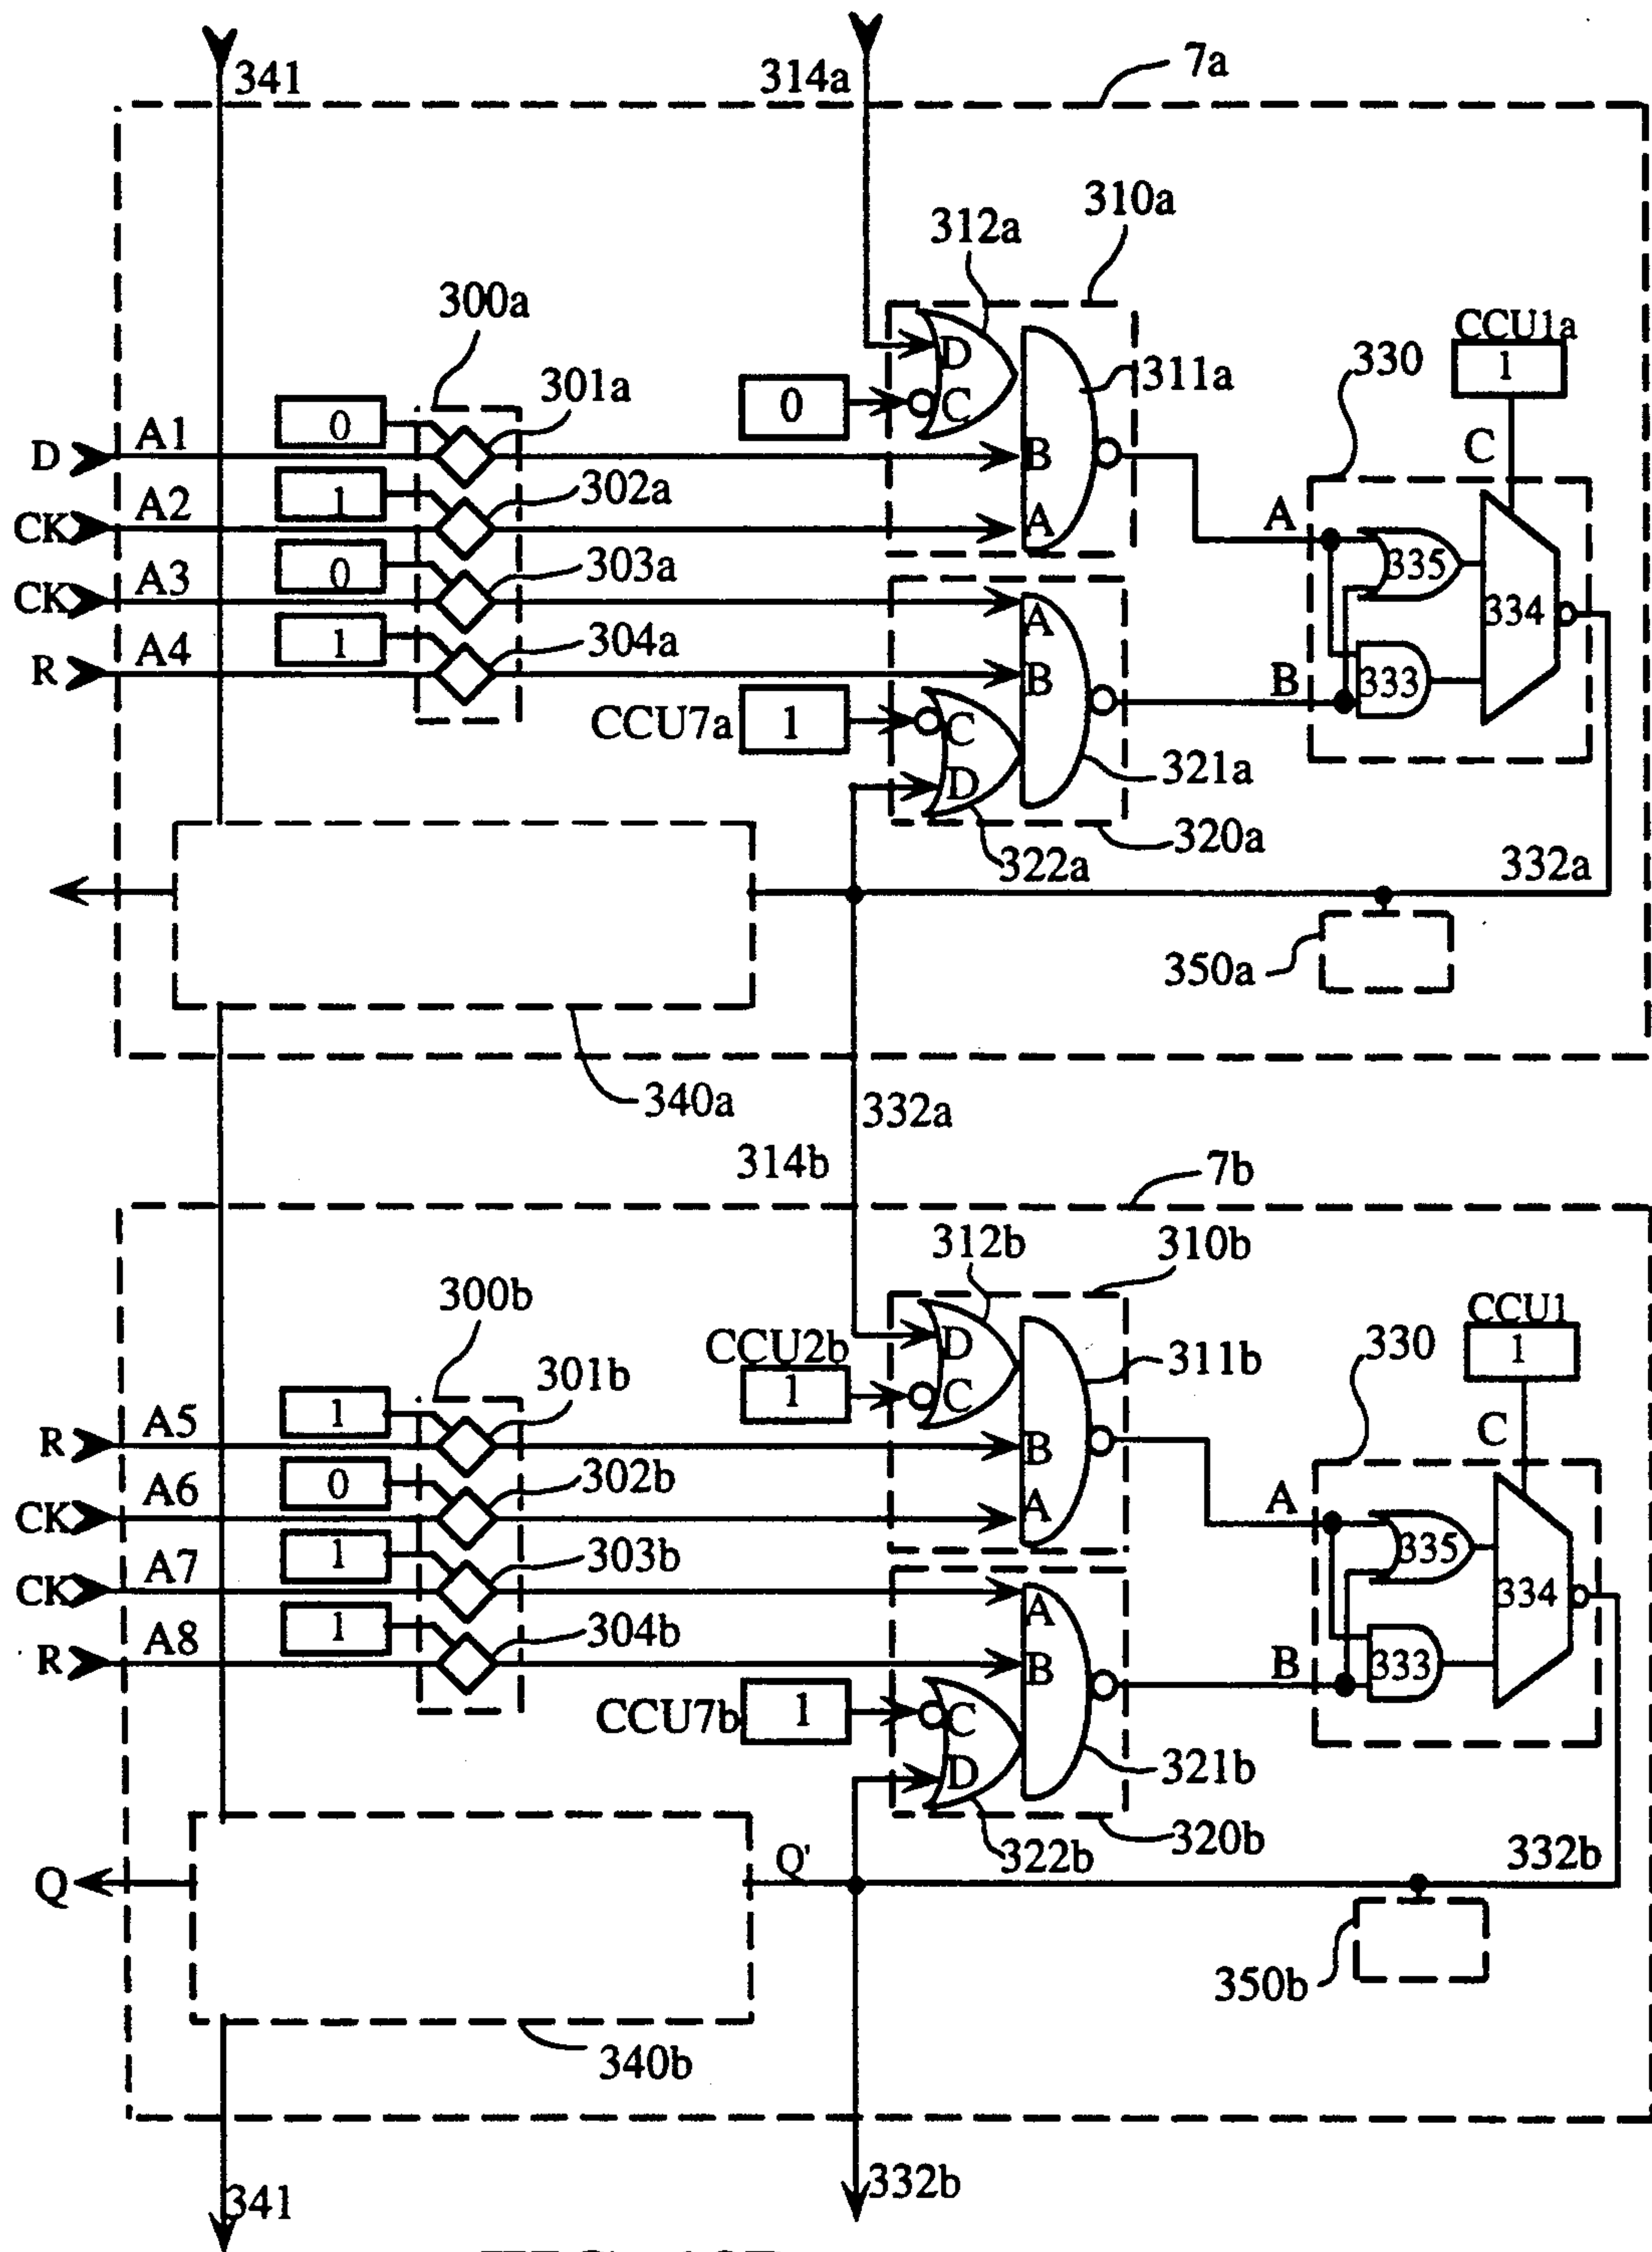 341
314a
7a
310a
312a
300a
CCU1a
1
330
301a
0
D
C
311a
0
D A1
B
C
302a
1
CK A2
A
A
303a
0
335
CK A3
A
334
304a
1
R A4
B
B
333
CCU7a
1
C
321a
D
320a
322a
332a
350a
340a
332a
314b
7b
312b
310b
300b
CCU1
1
330
CCU2b
1
D
C
311b
301b
1
R A5
B
C
302b
0
CK A6
A
A
303b
1
335
CK A7
A
334
304b
1
R A8
B
B
333
CCU7b
1
C
321b
D
320b
322b
332b
Q
Q'
350b
340b
332b
341